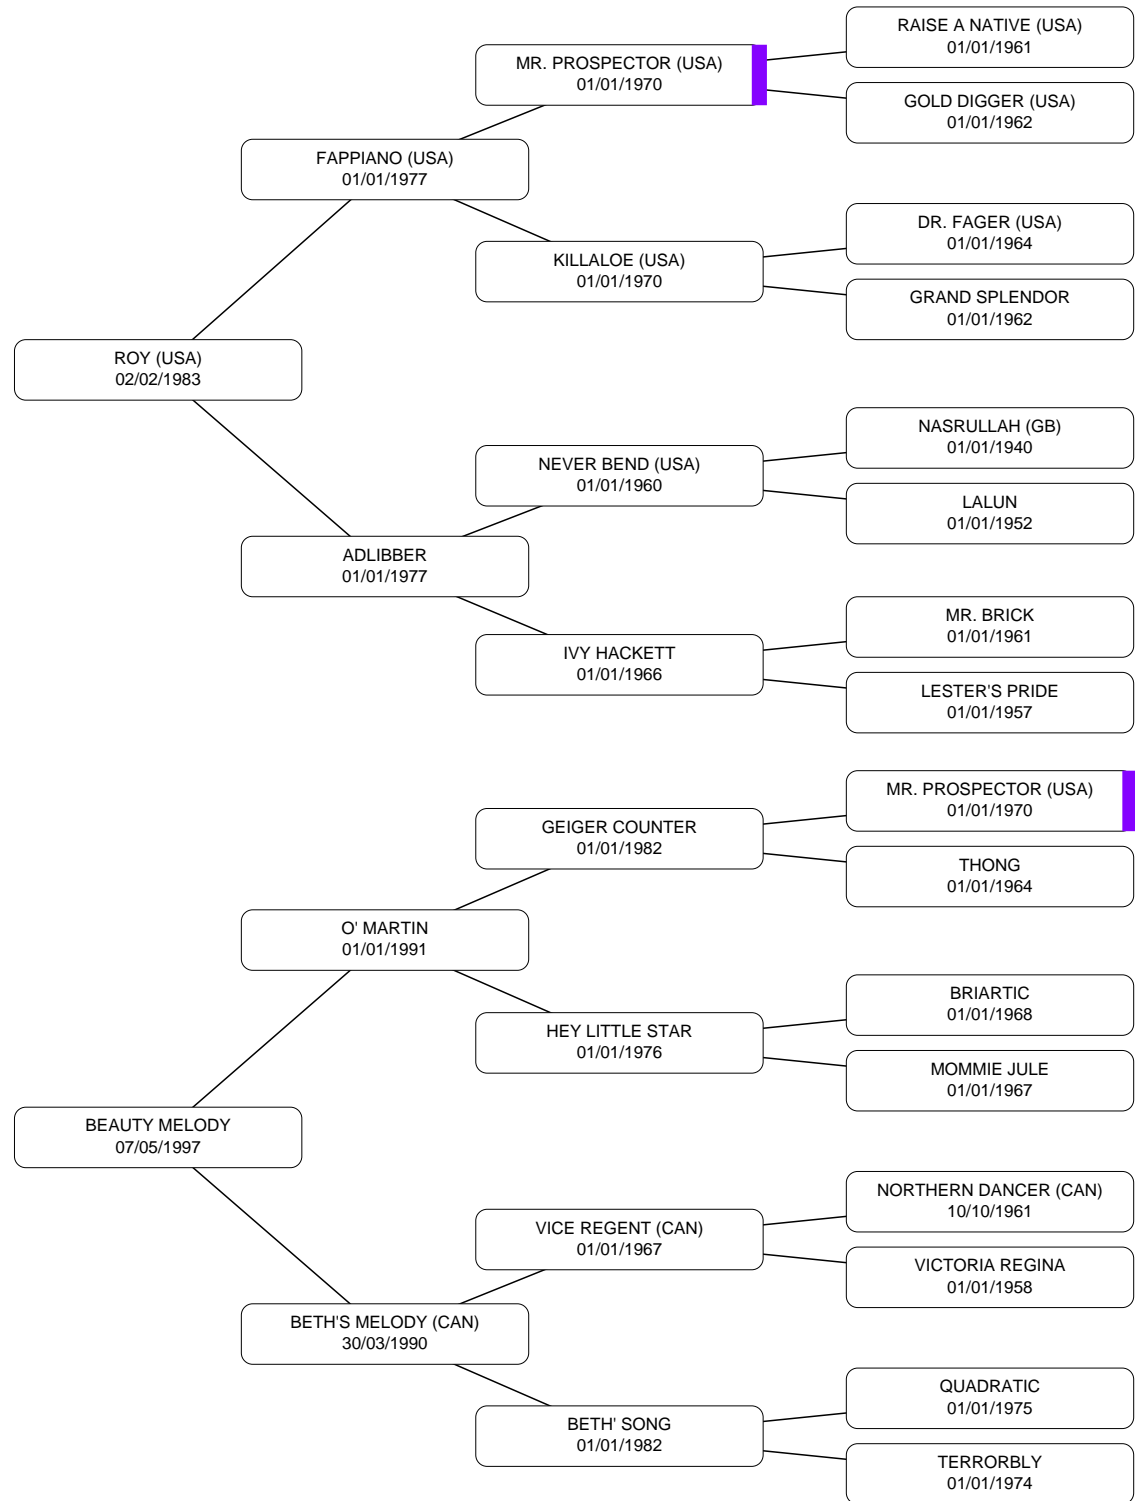 RAISE A NATIVE (USA)
01/01/1961
MR. PROSPECTOR (USA)
01/01/1970
GOLD DIGGER (USA)
01/01/1962
FAPPIANO (USA)
01/01/1977
DR. FAGER (USA)
01/01/1964
KILLALOE (USA)
01/01/1970
GRAND SPLENDOR
01/01/1962
ROY (USA)
02/02/1983
NASRULLAH (GB)
01/01/1940
NEVER BEND (USA)
01/01/1960
LALUN
01/01/1952
ADLIBBER
01/01/1977
MR. BRICK
01/01/1961
IVY HACKETT
01/01/1966
LESTER'S PRIDE
01/01/1957
MR. PROSPECTOR (USA)
01/01/1970
GEIGER COUNTER
01/01/1982
THONG
01/01/1964
O' MARTIN
01/01/1991
BRIARTIC
01/01/1968
HEY LITTLE STAR
01/01/1976
MOMMIE JULE
01/01/1967
BEAUTY MELODY
07/05/1997
NORTHERN DANCER (CAN)
10/10/1961
VICE REGENT (CAN)
01/01/1967
VICTORIA REGINA
01/01/1958
BETH'S MELODY (CAN)
30/03/1990
QUADRATIC
01/01/1975
BETH' SONG
01/01/1982
TERRORBLY
01/01/1974